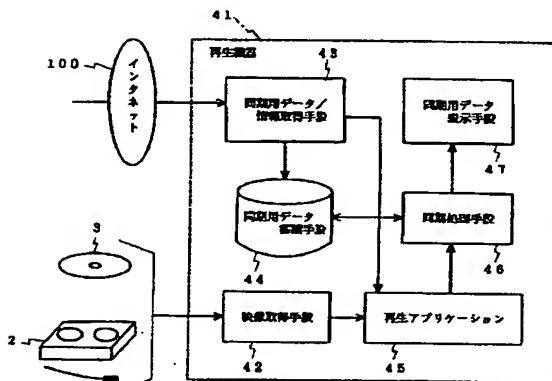 41
再生機器
100
インタネット
43
同期用データ/
情報取得手段
同期用データ
表示手段
47
同期用データ
蓄積手段
44
同期処理手段
46
3
2
映像取得手段
42
再生アプリケーション
45